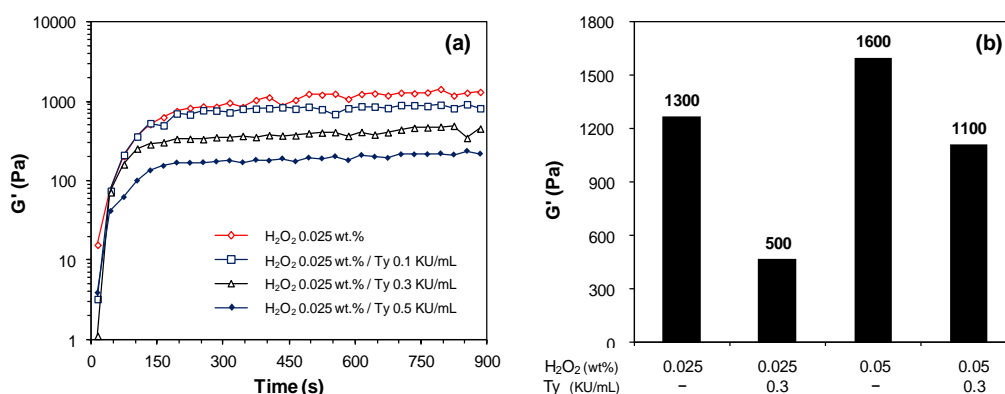 (a)
G' (Pa)
10000
1000
100
10
1
H₂O₂ 0.025 wt.%
H₂O₂ 0.025 wt.% / Ty 0.1 KU/mL
H₂O₂ 0.025 wt.% / Ty 0.3 KU/mL
H₂O₂ 0.025 wt.% / Ty 0.5 KU/mL
0 150 300 450 600 750 900
Time (s)
(b)
G' (Pa)
1800
1500
1200
900
600
300
0
1300 500 1600 1100
H₂O₂ (wt%) 0.025 0.025 0.05 0.05
Ty (KU/mL) – 0.3 – 0.3